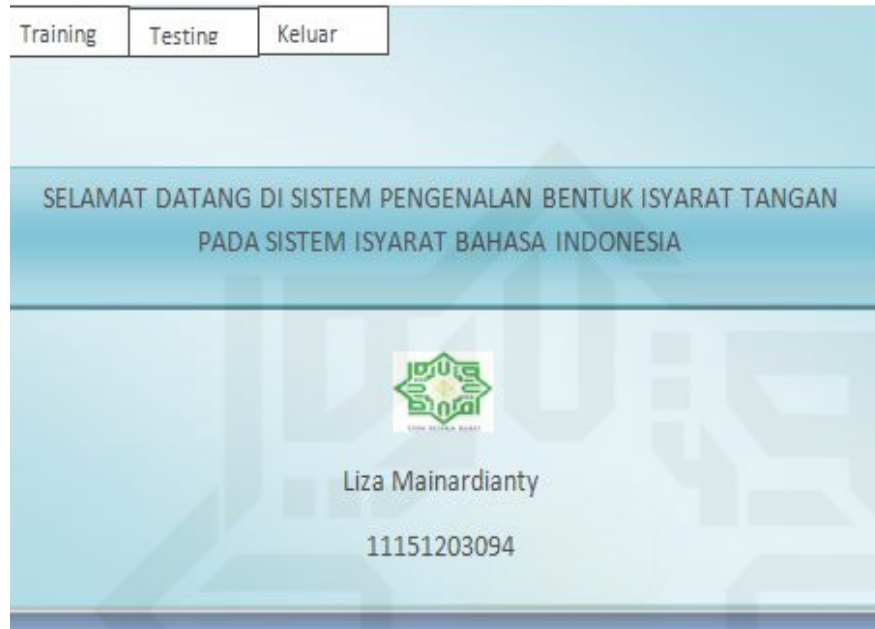 Training
Testing
Keluar
SELAMAT DATANG DI SISTEM PENGENALAN BENTUK ISYARAT TANGAN
PADA SISTEM ISYARAT BAHASA INDONESIA
Liza Mainardianty
11151203094